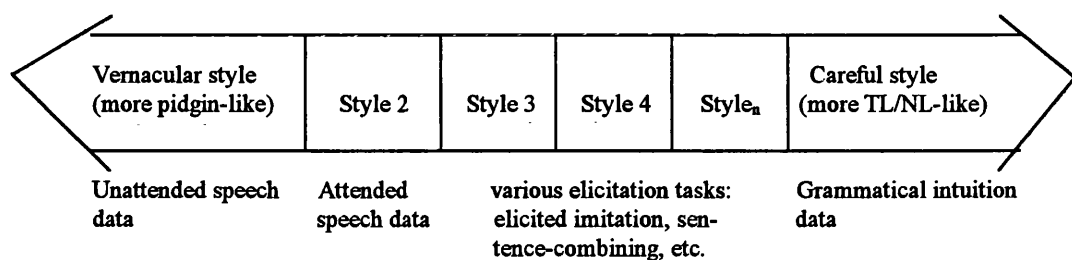 Vernacular style
(more pidgin-like)
Style 2
Style 3
Style 4
Styleₙ
Careful style
(more TL/NL-like)
Unattended speech
data
Attended
speech data
various elicitation tasks:
elicited imitation, sen-
tence-combining, etc.
Grammatical intuition
data